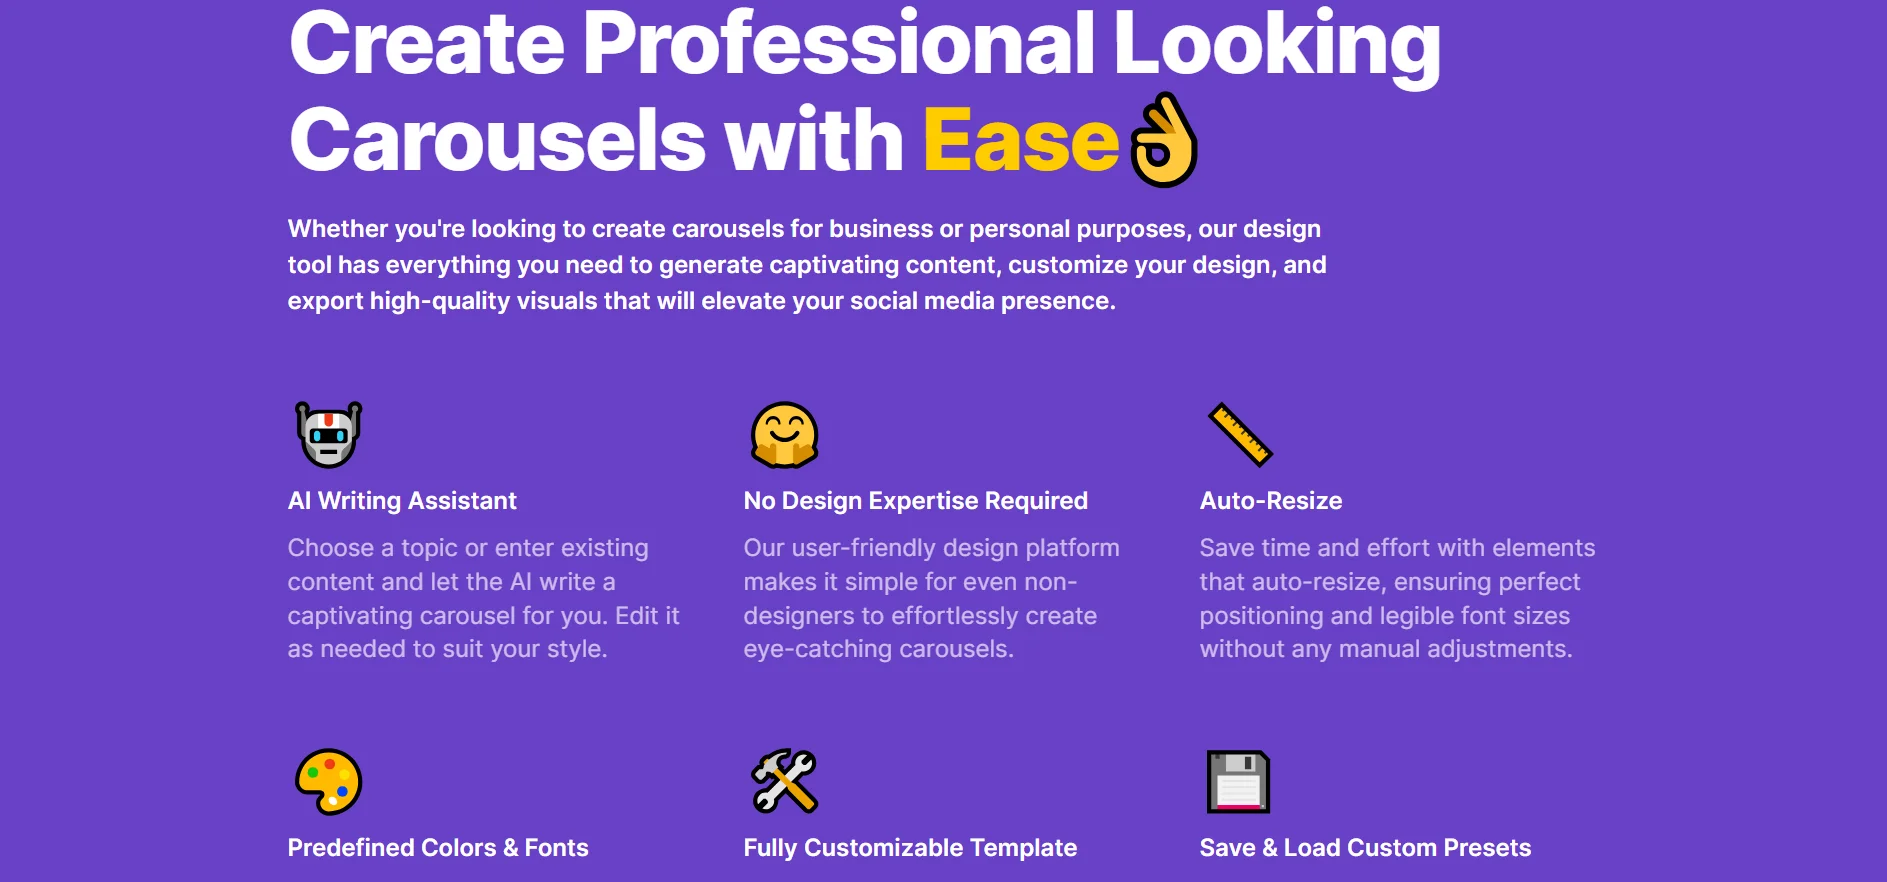 Create Professional Looking
Carousels with Ease
Whether you're looking to create carousels for business or personal purposes, our design
tool has everything you need to generate captivating content, customize your design, and
export high-quality visuals that will elevate your social media presence.
AI Writing Assistant
Choose a topic or enter existing
content and let the AI write a
captivating carousel for you. Edit it
as needed to suit your style.
No Design Expertise Required
Our user-friendly design platform
makes it simple for even non-
designers to effortlessly create
eye-catching carousels.
Auto-Resize
Save time and effort with elements
that auto-resize, ensuring perfect
positioning and legible font sizes
without any manual adjustments.
Predefined Colors & Fonts
Fully Customizable Template
Save & Load Custom Presets